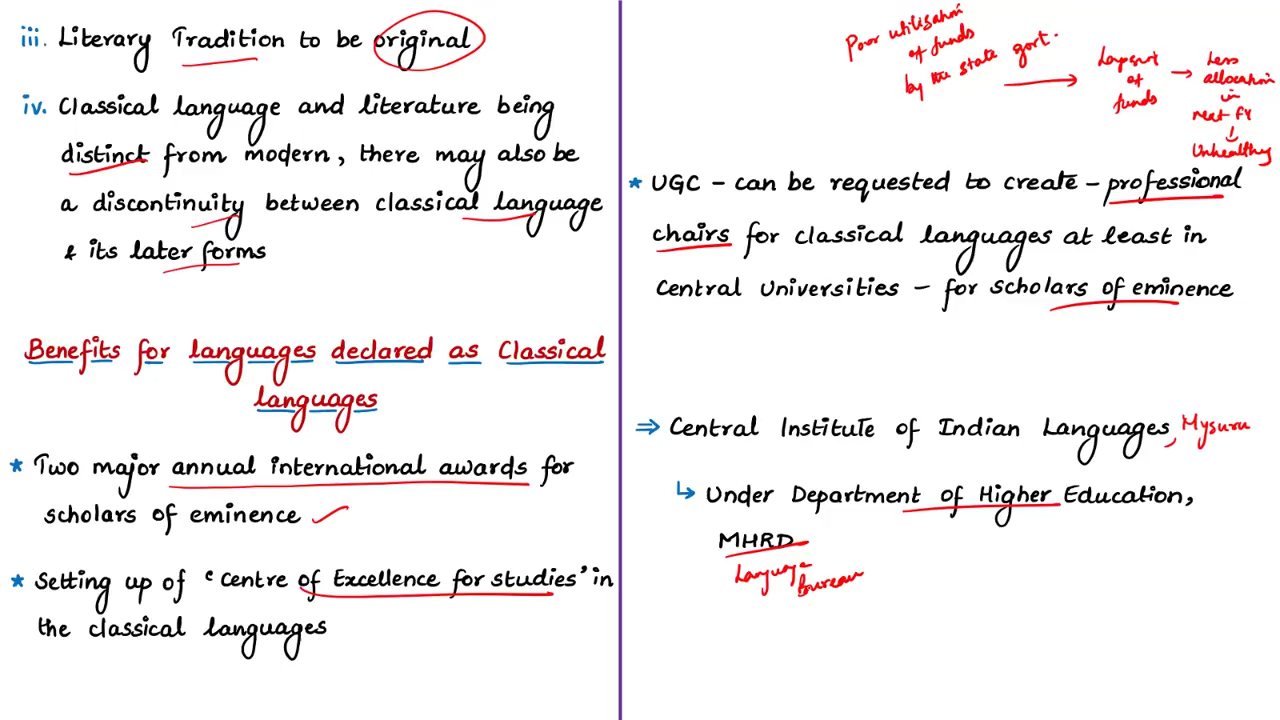 iii. Literary Tradition to be original
iv. Classical language and literature being
distinct from modern, there may also be
a discontinuity between classical language
& its later forms
Benefits for languages declared as Classical
languages
* Two major annual international awards for
scholars of eminence
* Setting up of 'Centre of Excellence for studies' in
the classical languages
Poor utilisation
of funds
by the state govt.
of
funds
Less
allocation
in
next FY
Unhealthy
* UGC – can be requested to create – professional
chairs for classical languages at least in
Central Universities – for scholars of eminence
⇒ Central Institute of Indian Languages, Mysuru
↳ Under Department of Higher Education,
MHRD
Language
Bureau